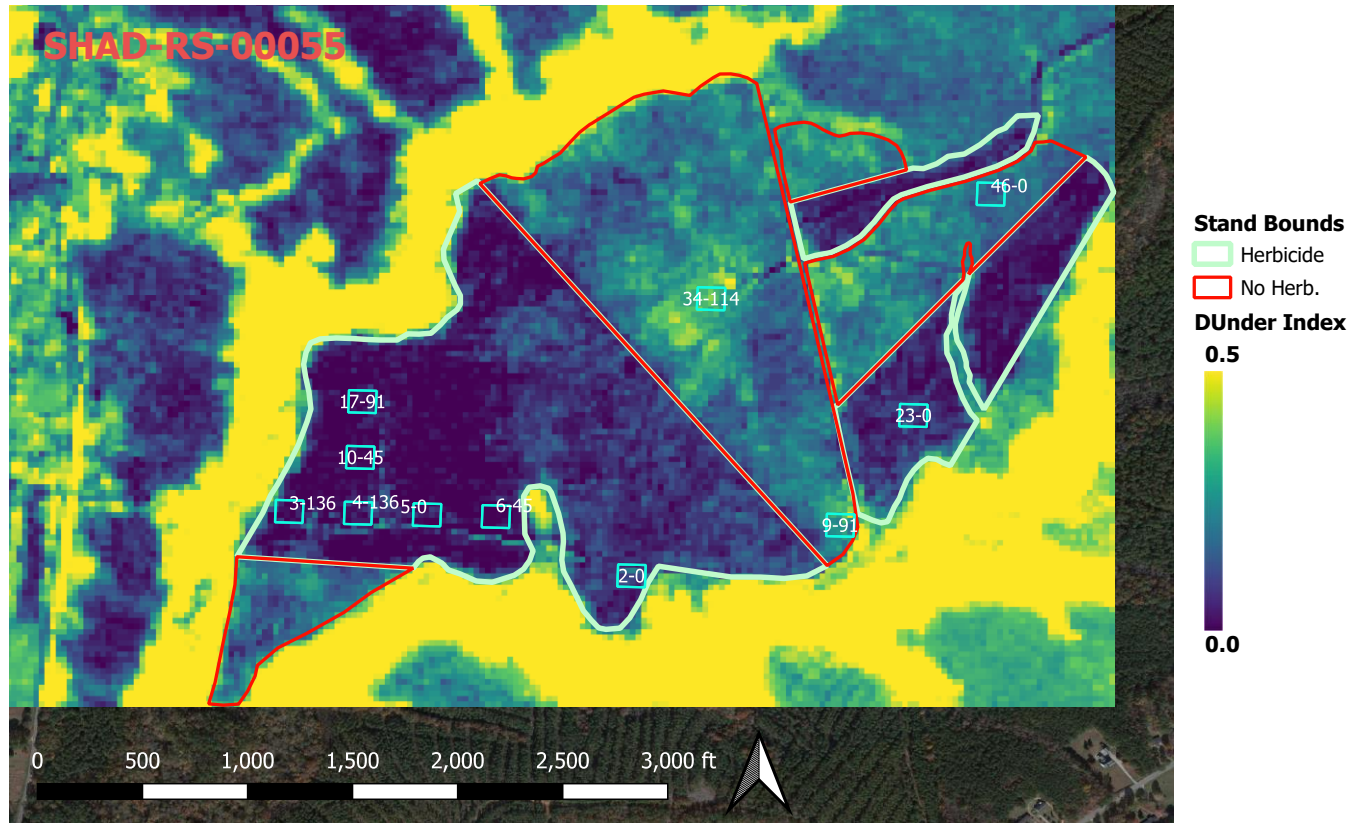 SHAD-RS-00055
46-0
34-114
17-91
23-0
10-45
3-136
4-136
5-0
6-45
9-91
2-0
0 500 1,000 1,500 2,000 2,500 3,000 ft
Stand Bounds
Herbicide
No Herb.
DUnder Index
0.5
0.0